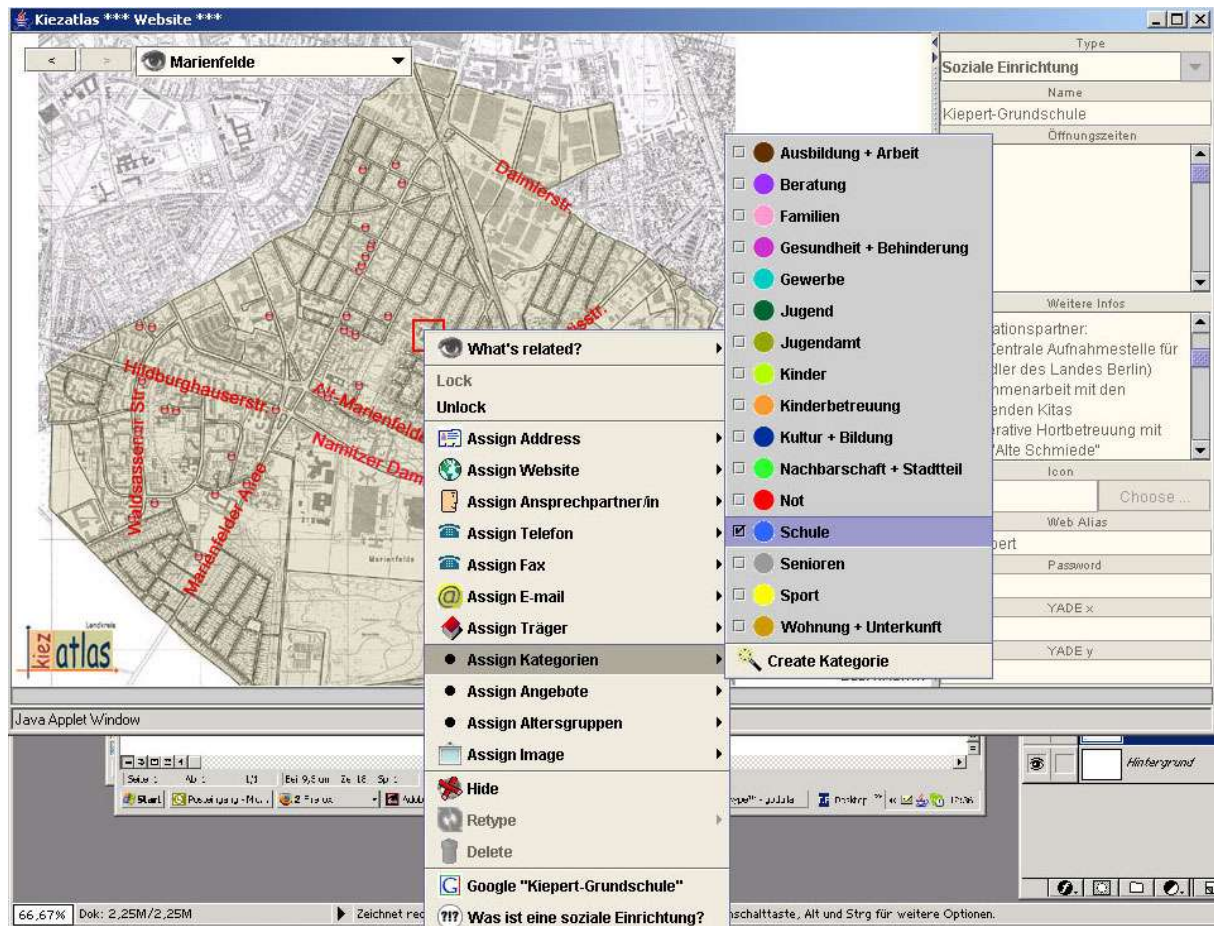 Kiezatlas *** Website ***
<
>
Marienfelde
Daimlerstr.
Hildburghauserstr.
Alt-Marienfelde
Waldsassener Str.
Marienfelder Allee
Marienfelde
Landkreis
kiez
atlas
What's related?
Lock
Unlock
Assign Address
Assign Website
Assign Ansprechpartner/in
Assign Telefon
Assign Fax
Assign E-mail
Assign Träger
Assign Kategorien
Assign Angebote
Assign Altersgruppen
Assign Image
Hide
Retype
Delete
Google "Kiepert-Grundschule"
Was ist eine soziale Einrichtung?
Ausbildung + Arbeit
Beratung
Familien
Gesundheit + Behinderung
Gewerbe
Jugend
Jugendamt
Kinder
Kinderbetreuung
Kultur + Bildung
Nachbarschaft + Stadtteil
Not
Schule
Senioren
Sport
Wohnung + Unterkunft
Create Kategorie
Type
Soziale Einrichtung
Name
Kiepert-Grundschule
Öffnungszeiten
Weitere Infos
ationspartner:
Zentrale Aufnahmestelle für
dler des Landes Berlin)
mmenarbeit mit den
enden Kitas
erative Hortbetreuung mit
"Alte Schmiede"
Icon
Choose ...
Web Alias
pert
Password
YADE x
YADE y
Java Applet Window
Start
Hintergrund
66,67% Dok: 2,25M/2,25M
Zeichnet rec
nschalttaste, Alt und Strg für weitere Optionen.